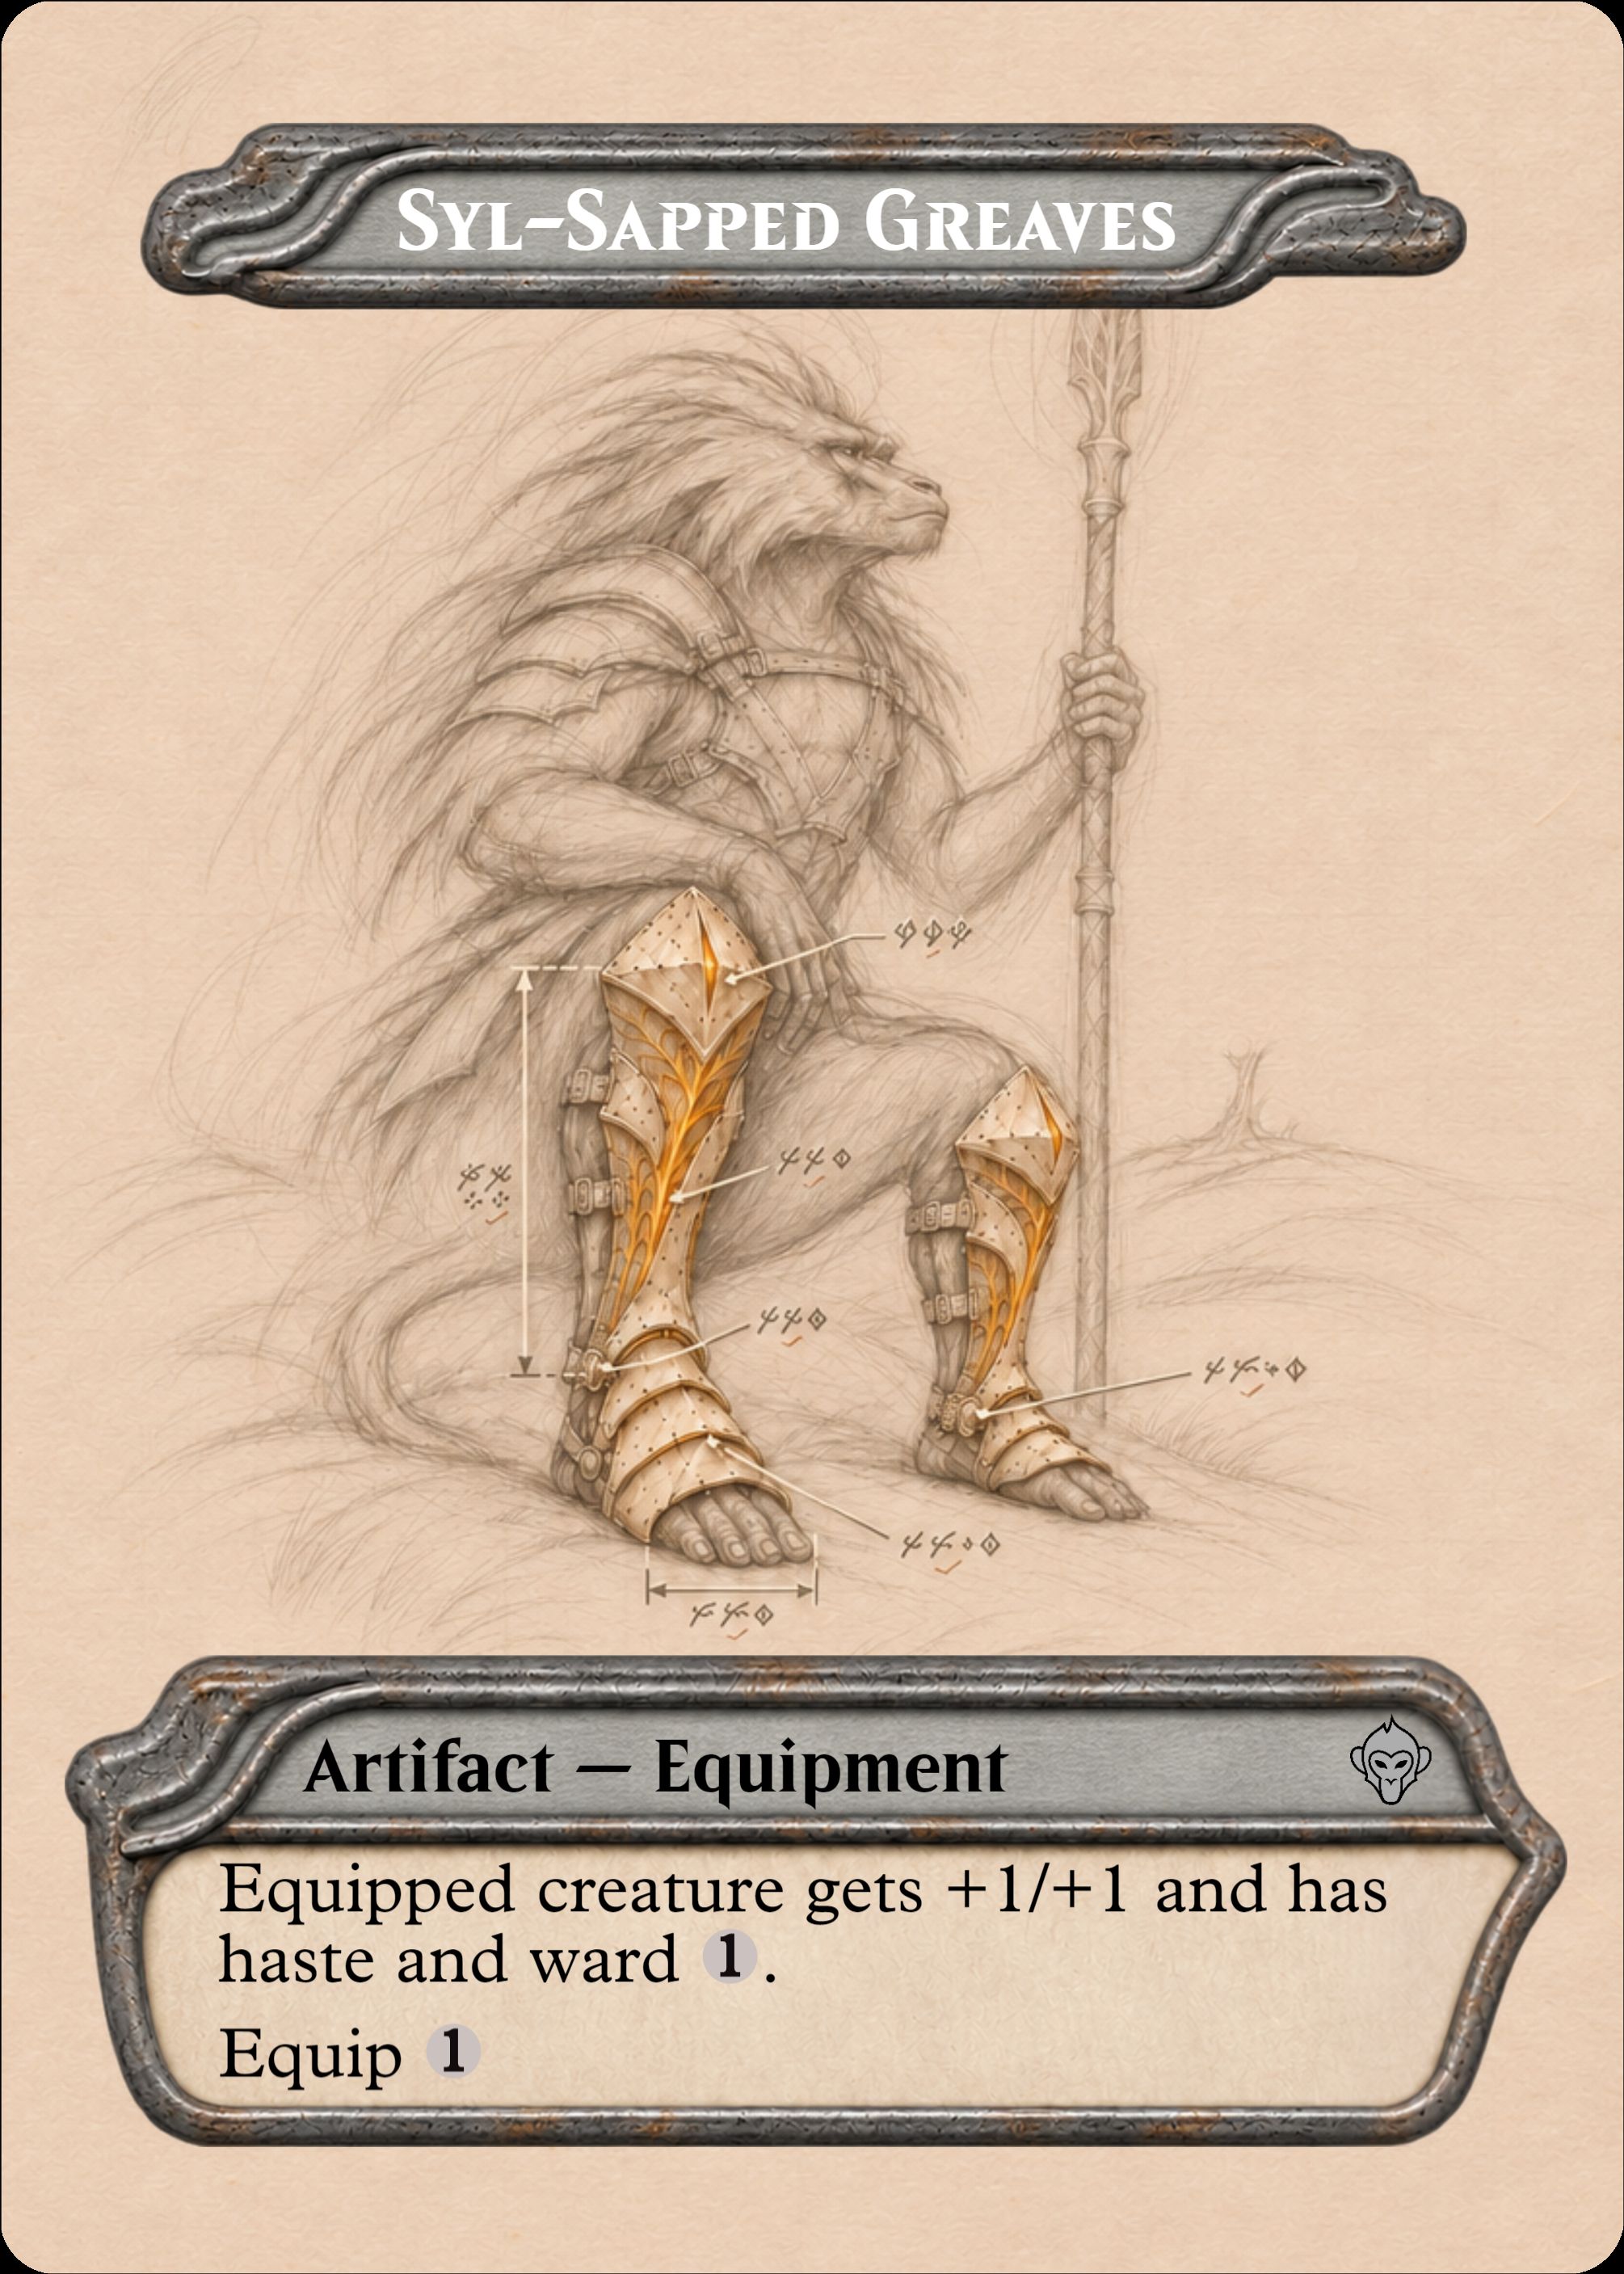 Syl-Sapped Greaves
Artifact — Equipment
Equipped creature gets +1/+1 and has
haste and ward 1.
Equip 1